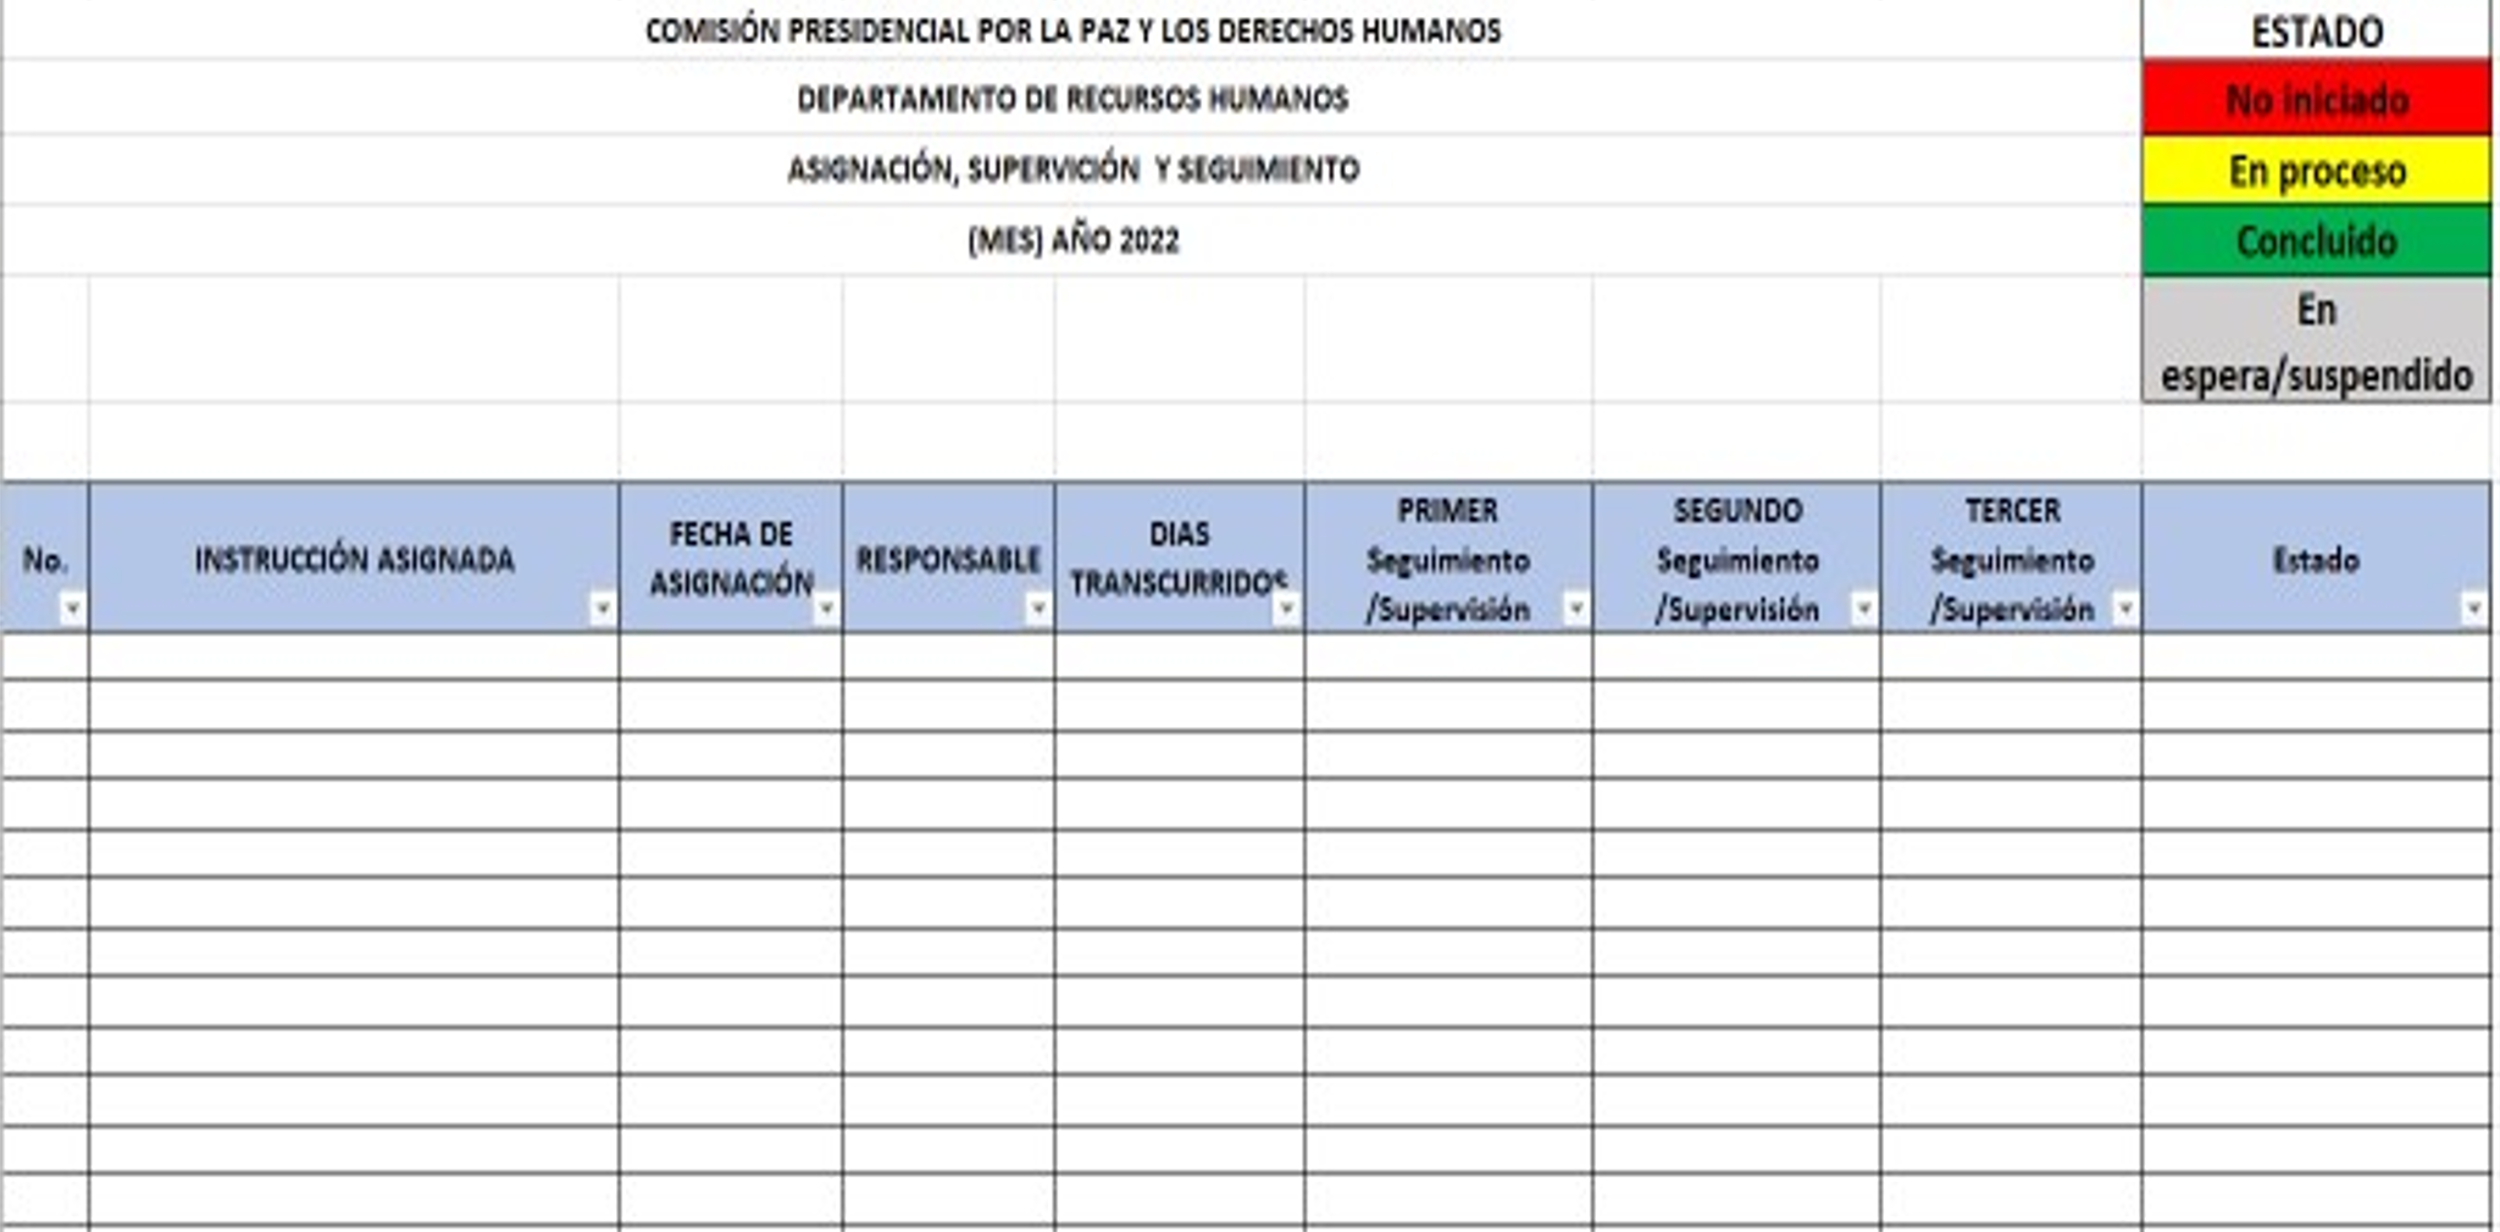 COMISIÓN PRESIDENCIAL POR LA PAZ Y LOS DERECHOS HUMANOS
DEPARTAMENTO DE RECURSOS HUMANOS
ASIGNACIÓN, SUPERVICIÓN Y SEGUIMIENTO
(MES) AÑO 2022
ESTADO
No iniciado
En proceso
Concluido
En
espera/suspendido
No.
INSTRUCCIÓN ASIGNADA
FECHA DE
ASIGNACIÓN
RESPONSABLE
DIAS
TRANSCURRIDOS
PRIMER
Seguimiento
/Supervisión
SEGUNDO
Seguimiento
/Supervisión
TERCER
Seguimiento
/Supervisión
Estado